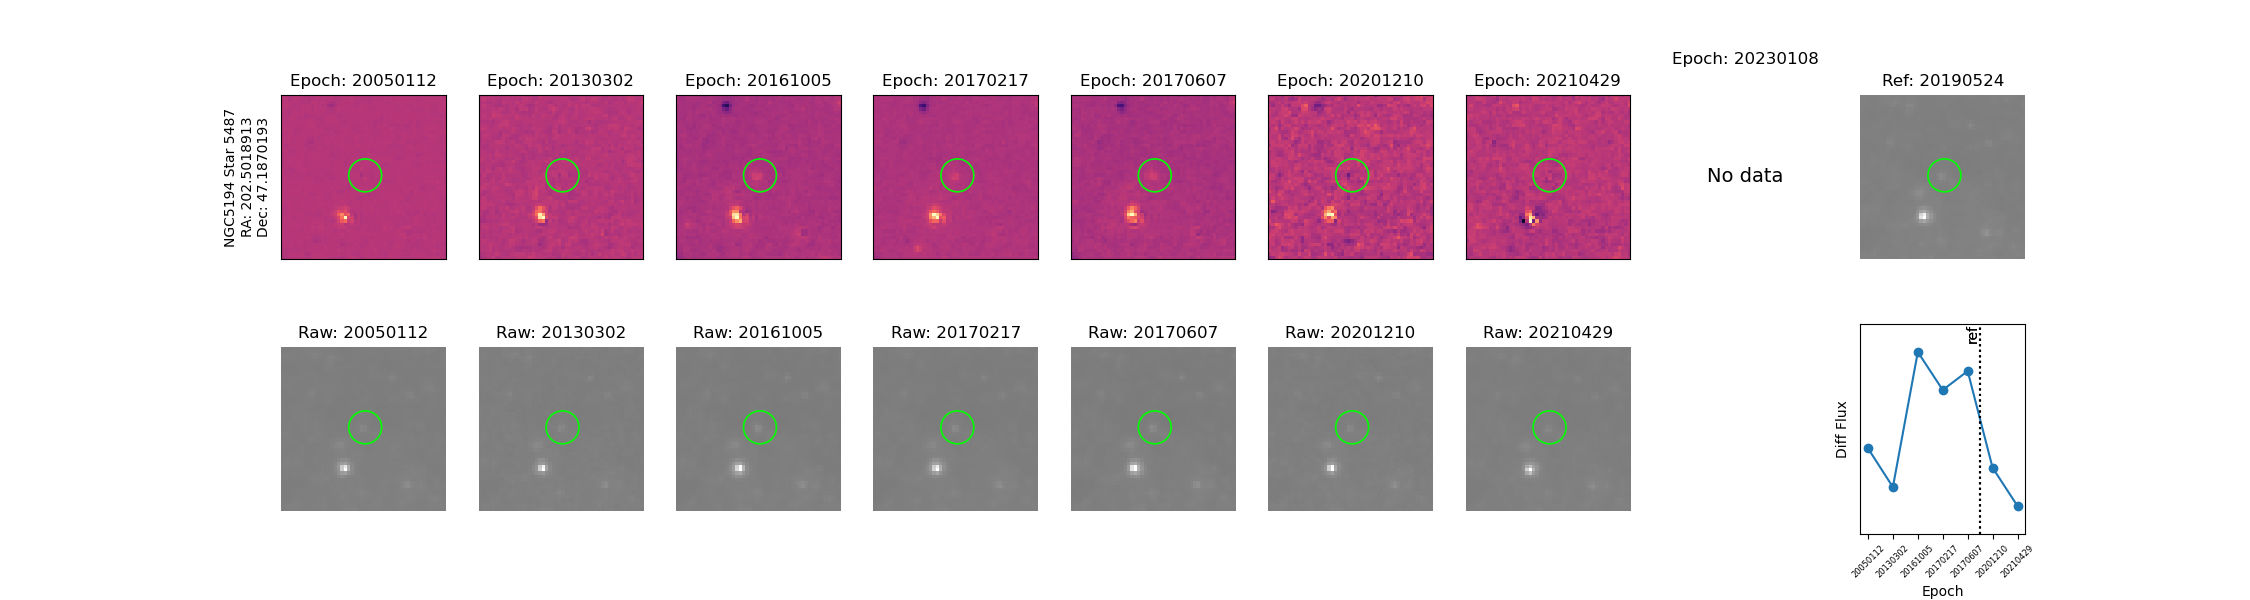 Epoch: 20230108
Epoch: 20050112
Epoch: 20130302
Epoch: 20161005
Epoch: 20170217
Epoch: 20170607
Epoch: 20201210
Epoch: 20210429
Ref: 20190524
NGC5194 Star 5487
RA: 202.5018913
Dec: 47.1870193
No data
Raw: 20050112
Raw: 20130302
Raw: 20161005
Raw: 20170217
Raw: 20170607
Raw: 20201210
Raw: 20210429
ref
Diff Flux
20050112
20130302
20161005
20170217
20170607
20201210
20210429
Epoch